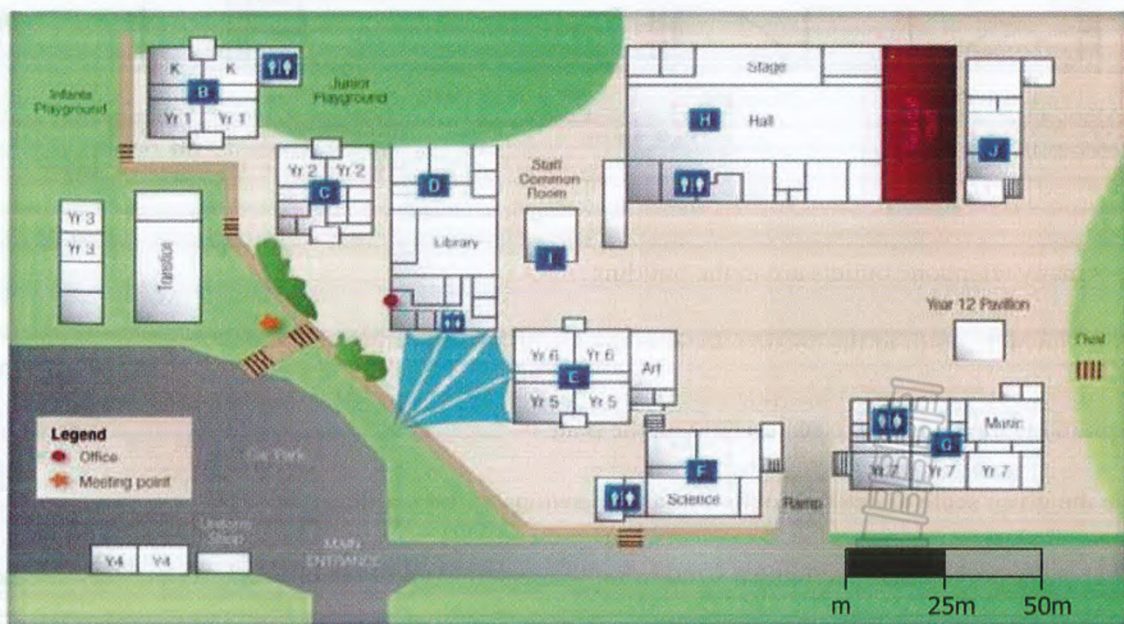 Infants
Playground
K
K
B
Yr 1
Yr 1
Junior
Playground
Yr 2
Yr 2
C
D
Library
Staff
Common
Room
I
Stage
H
Hall
J
Yr 3
Yr 3
Transition
Yr 6
Yr 6
E
Yr 5
Yr 5
Art
Year 12 Pavilion
Oval
Music
G
Yr 7
Yr 7
Yr 7
F
Science
Ramp
Legend
Office
Meeting point
Car Park
Uniform
Shop
Yr4
Yr4
MAIN
ENTRANCE
m
25m
50m